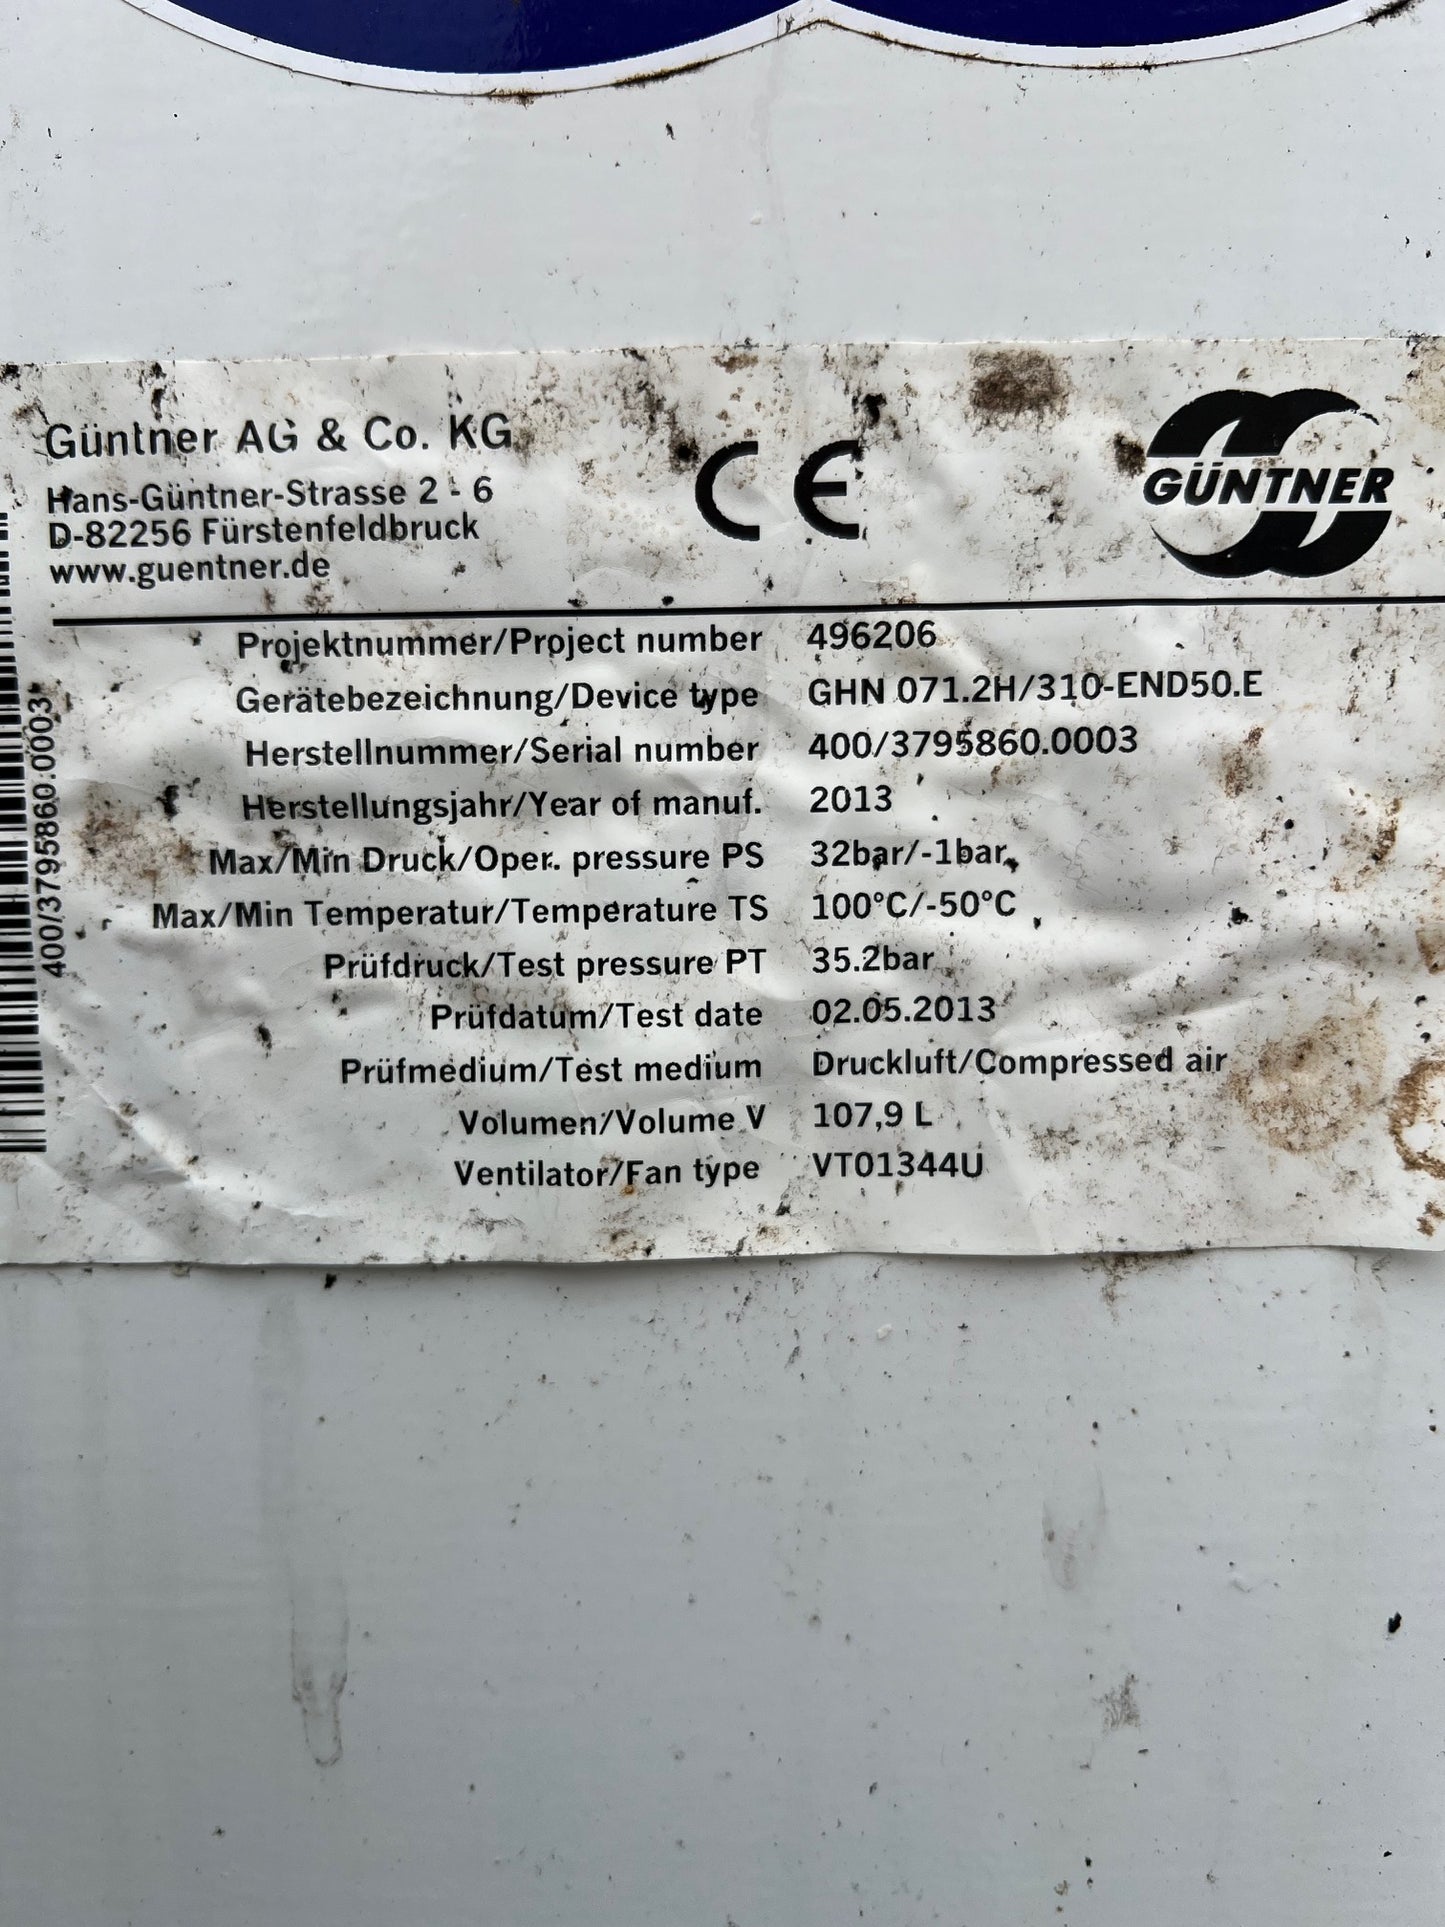 Güntner AG & Co. KG
Hans-Güntner-Strasse 2 - 6
D-82256 Fürstenfeldbruck
www.guentner.de
CE
GÜNTNER
Projektnummer/Project number 496206
Gerätebezeichnung/Device type GHN 071.2H/310-END50.E
Herstellnummer/Serial number 400/3795860.0003
Herstellungsjahr/Year of manuf. 2013
Max/Min Druck/Oper. pressure PS 32bar/-1bar
Max/Min Temperatur/Temperature TS 100°C/-50°C
Prüfdruck/Test pressure PT 35.2bar
Prüfdatum/Test date 02.05.2013
Prüfmedium/Test medium Druckluft/Compressed air
Volumen/Volume V 107,9 L
Ventilator/Fan type VT01344U
400/3795860.0003